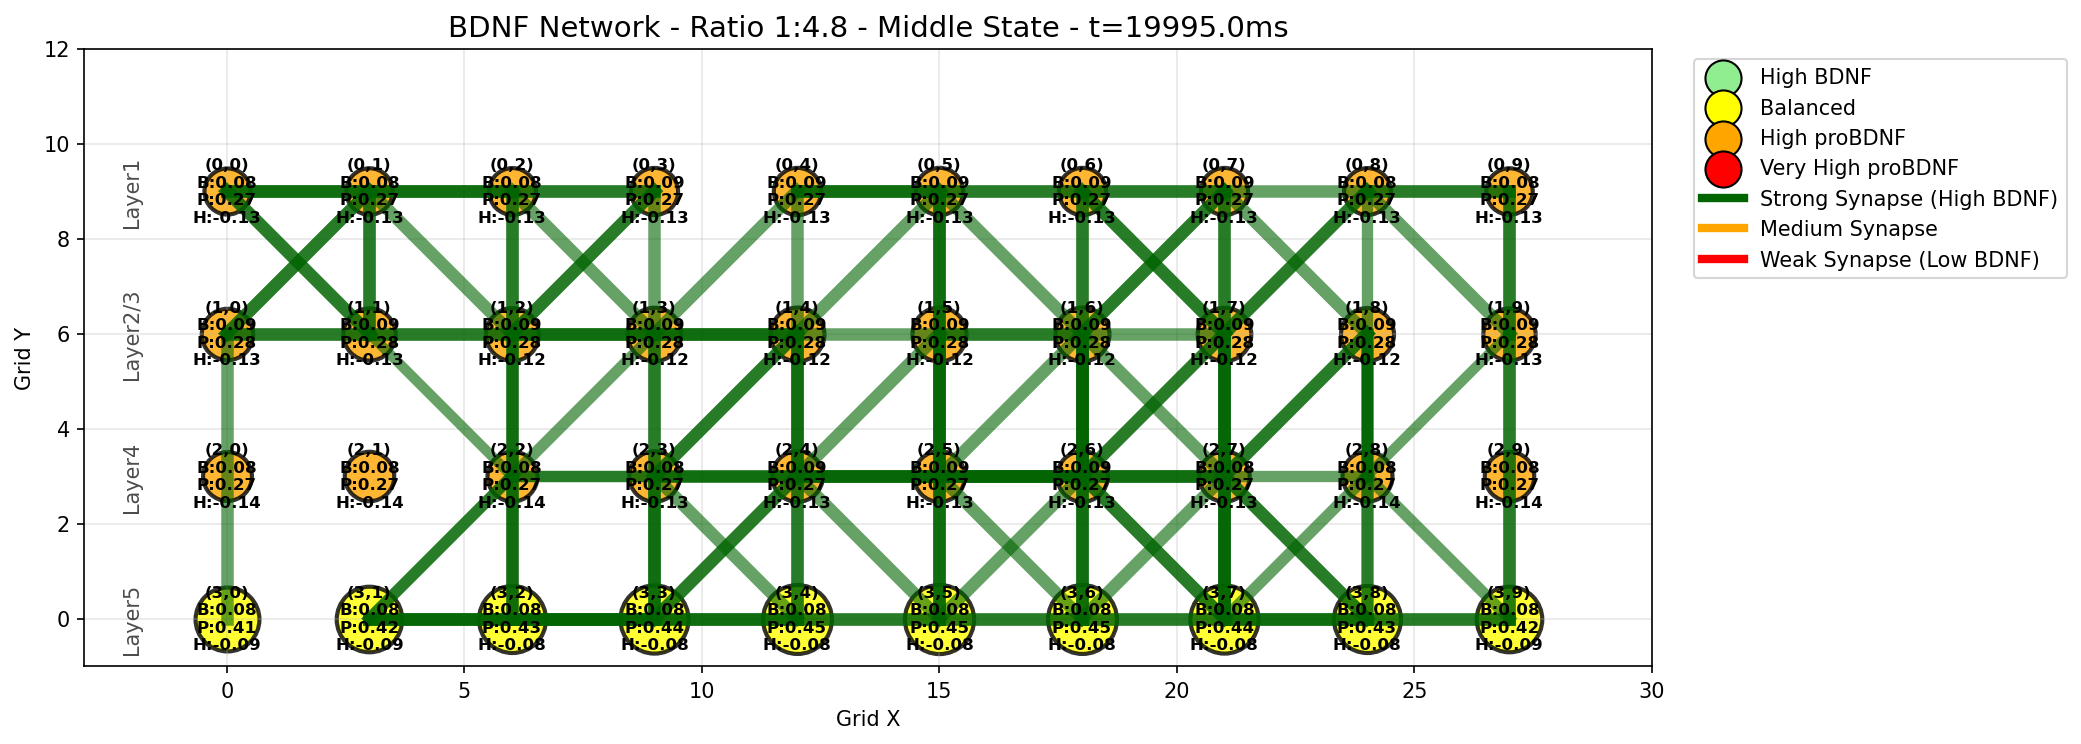 BDNF Network - Ratio 1:4.8 - Middle State - t=19995.0ms
12
10
8
6
4
2
0
Grid Y
Layer1
Layer2/3
Layer4
Layer5
(0,0) (0,1) (0,2) (0,3) (0,4) (0,5) (0,6) (0,7) (0,8) (0,9)
B:0.08 B:0.08 B:0.08 B:0.09 B:0.09 B:0.09 B:0.09 B:0.09 B:0.08 B:0.08
P:0.27 P:0.27 P:0.27 P:0.27 P:0.27 P:0.27 P:0.27 P:0.27 P:0.27 P:0.27
H:-0.13 H:-0.13 H:-0.13 H:-0.13 H:-0.13 H:-0.13 H:-0.13 H:-0.13 H:-0.13 H:-0.13
(1,0) (1,1) (1,2) (1,3) (1,4) (1,5) (1,6) (1,7) (1,8) (1,9)
B:0.09 B:0.09 B:0.09 B:0.09 B:0.09 B:0.09 B:0.09 B:0.09 B:0.09 B:0.09
P:0.28 P:0.28 P:0.28 P:0.28 P:0.28 P:0.28 P:0.28 P:0.28 P:0.28 P:0.28
H:-0.13 H:-0.13 H:-0.12 H:-0.12 H:-0.12 H:-0.12 H:-0.12 H:-0.12 H:-0.12 H:-0.13
(2,0) (2,1) (2,2) (2,3) (2,4) (2,5) (2,6) (2,7) (2,8) (2,9)
B:0.08 B:0.08 B:0.08 B:0.08 B:0.09 B:0.09 B:0.09 B:0.08 B:0.08 B:0.08
P:0.27 P:0.27 P:0.27 P:0.27 P:0.27 P:0.27 P:0.27 P:0.27 P:0.27 P:0.27
H:-0.14 H:-0.14 H:-0.14 H:-0.13 H:-0.13 H:-0.13 H:-0.13 H:-0.13 H:-0.14 H:-0.14
(3,0) (3,1) (3,2) (3,3) (3,4) (3,5) (3,6) (3,7) (3,8) (3,9)
B:0.08 B:0.08 B:0.08 B:0.08 B:0.08 B:0.08 B:0.08 B:0.08 B:0.08 B:0.08
P:0.41 P:0.42 P:0.43 P:0.44 P:0.45 P:0.45 P:0.45 P:0.44 P:0.43 P:0.42
H:-0.09 H:-0.09 H:-0.08 H:-0.08 H:-0.08 H:-0.08 H:-0.08 H:-0.08 H:-0.08 H:-0.09
0 5 10 15 20 25 30
Grid X
High BDNF
Balanced
High proBDNF
Very High proBDNF
Strong Synapse (High BDNF)
Medium Synapse
Weak Synapse (Low BDNF)